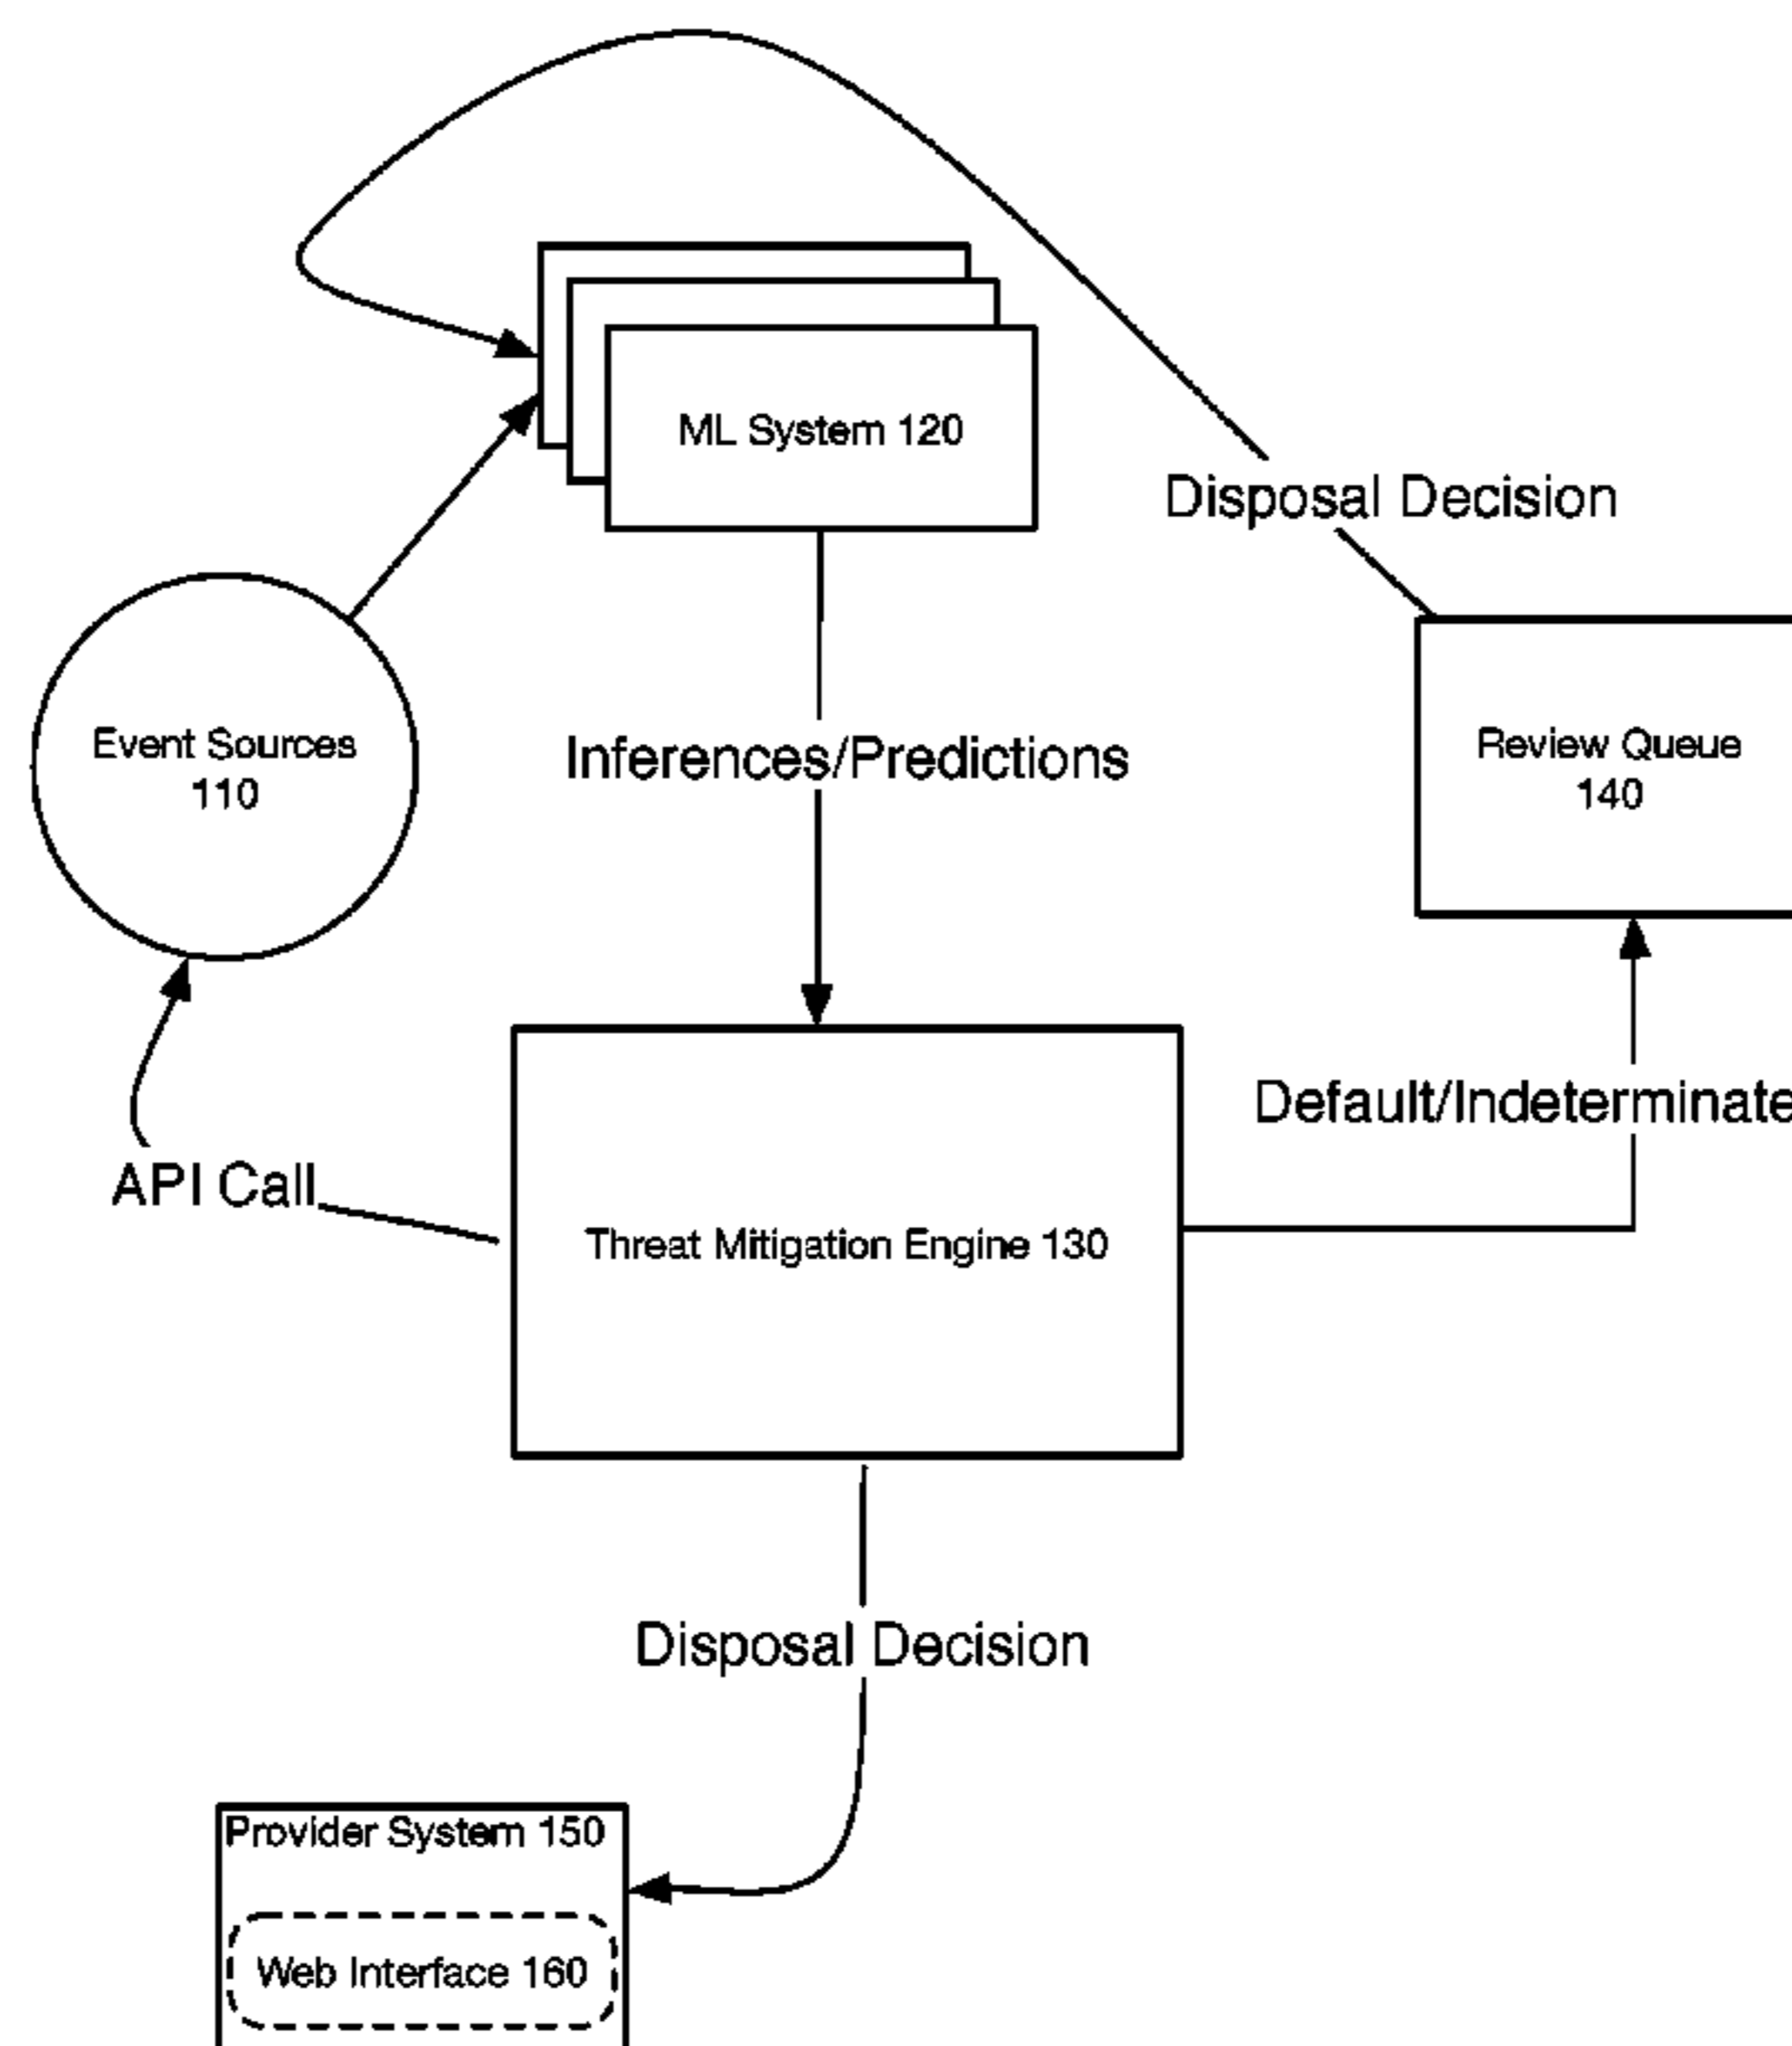 ML System 120
Disposal Decision
Event Sources
110
Inferences/Predictions
Review Queue
140
Default/Indeterminate
API Call
Threat Mitigation Engine 130
Disposal Decision
Provider System 150
Web Interface 160